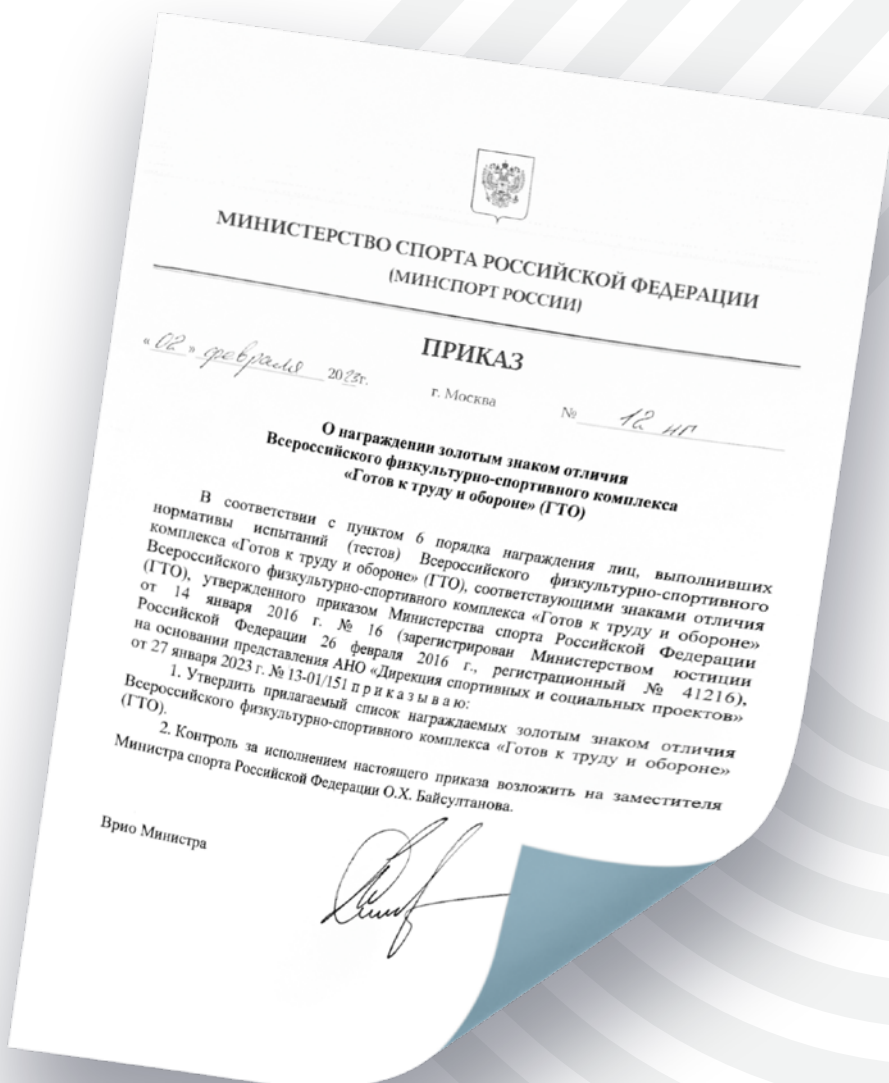 МИНИСТЕРСТВО СПОРТА РОССИЙСКОЙ ФЕДЕРАЦИИ
(МИНСПОРТ РОССИИ)
ПРИКАЗ
« 02 » февраля 2023г.
г. Москва
№ 12 нг
О награждении золотым знаком отличия
Всероссийского физкультурно-спортивного комплекса
«Готов к труду и обороне» (ГТО)
В соответствии с пунктом 6 порядка награждения лиц, выполнивших
нормативы испытаний (тестов) Всероссийского физкультурно-спортивного
комплекса «Готов к труду и обороне» (ГТО), соответствующими знаками отличия
Всероссийского физкультурно-спортивного комплекса «Готов к труду и обороне»
(ГТО), утвержденного приказом Министерства спорта Российской Федерации
от 14 января 2016 г. № 16 (зарегистрирован Министерством юстиции
Российской Федерации 26 февраля 2016 г., регистрационный № 41216),
на основании представления АНО «Дирекция спортивных и социальных проектов»
от 27 января 2023 г. № 13-01/151 п р и к а з ы в а ю:
1. Утвердить прилагаемый список награждаемых золотым знаком отличия
Всероссийского физкультурно-спортивного комплекса «Готов к труду и обороне»
(ГТО).
2. Контроль за исполнением настоящего приказа возложить на заместителя
Министра спорта Российской Федерации О.Х. Байсултанова.
Врио Министра